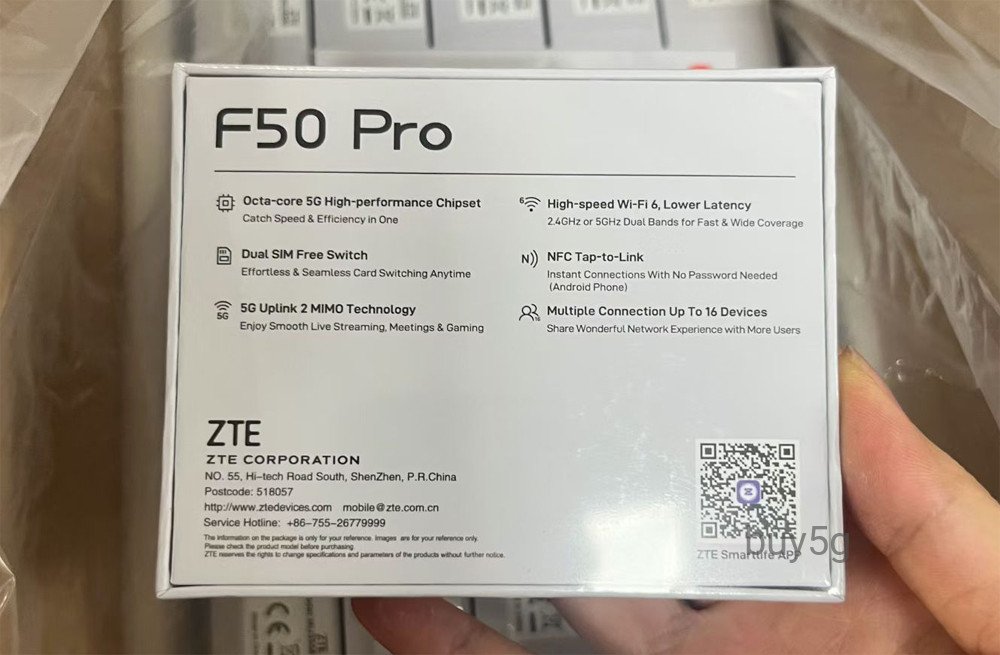 F50 Pro
Octa-core 5G High-performance Chipset
Catch Speed & Efficiency in One
Dual SIM Free Switch
Effortless & Seamless Card Switching Anytime
5G
5G Uplink 2 MIMO Technology
Enjoy Smooth Live Streaming, Meetings & Gaming
6
High-speed Wi-Fi 6, Lower Latency
2.4GHz or 5GHz Dual Bands for Fast & Wide Coverage
N))
NFC Tap-to-Link
Instant Connections With No Password Needed
(Android Phone)
16
Multiple Connection Up To 16 Devices
Share Wonderful Network Experience with More Users
ZTE
ZTE CORPORATION
NO. 55, Hi-tech Road South, ShenZhen, P.R.China
Postcode: 518057
http://www.ztedevices.com mobile@zte.com.cn
Service Hotline: +86-755-26779999
The information on the package is only for your reference. Images are for your reference only.
Please check the product model before purchasing
ZTE reserves the rights to change specifications and parameters of the products without further notice.
ZTE Smartlife APP
buy5g
CE
ZTE